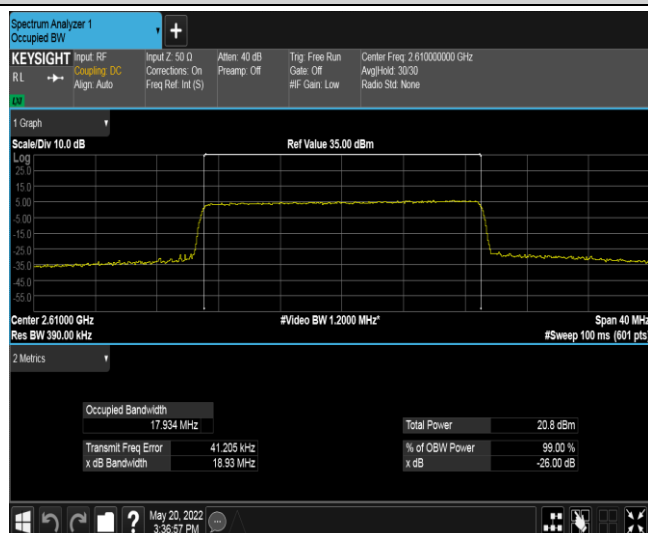 Spectrum Analyzer 1
Occupied BW
KEYSIGHT
Input: RF
Coupling: DC
Align: Auto
Input Z: 50 Ω
Corrections: On
Freq Ref: Int (S)
Atten: 40 dB
Preamp: Off
Trig: Free Run
Gate: Off
#IF Gain: Low
Center Freq: 2.610000000 GHz
Avg|Hold: 30/30
Radio Std: None
RL
1 Graph
Scale/Div 10.0 dB
Ref Value 35.00 dBm
Log
25.0
15.0
5.00
-5.00
-15.0
-25.0
-35.0
-45.0
-55.0
Center 2.61000 GHz
#Video BW 1.2000 MHz*
Span 40 MHz
Res BW 390.00 kHz
#Sweep 100 ms (601 pts)
2 Metrics
Occupied Bandwidth
17.934 MHz
Total Power 20.8 dBm
Transmit Freq Error 41.205 kHz
% of OBW Power 99.00 %
x dB Bandwidth 18.93 MHz
x dB -26.00 dB
?
May 20, 2022
3:36:57 PM